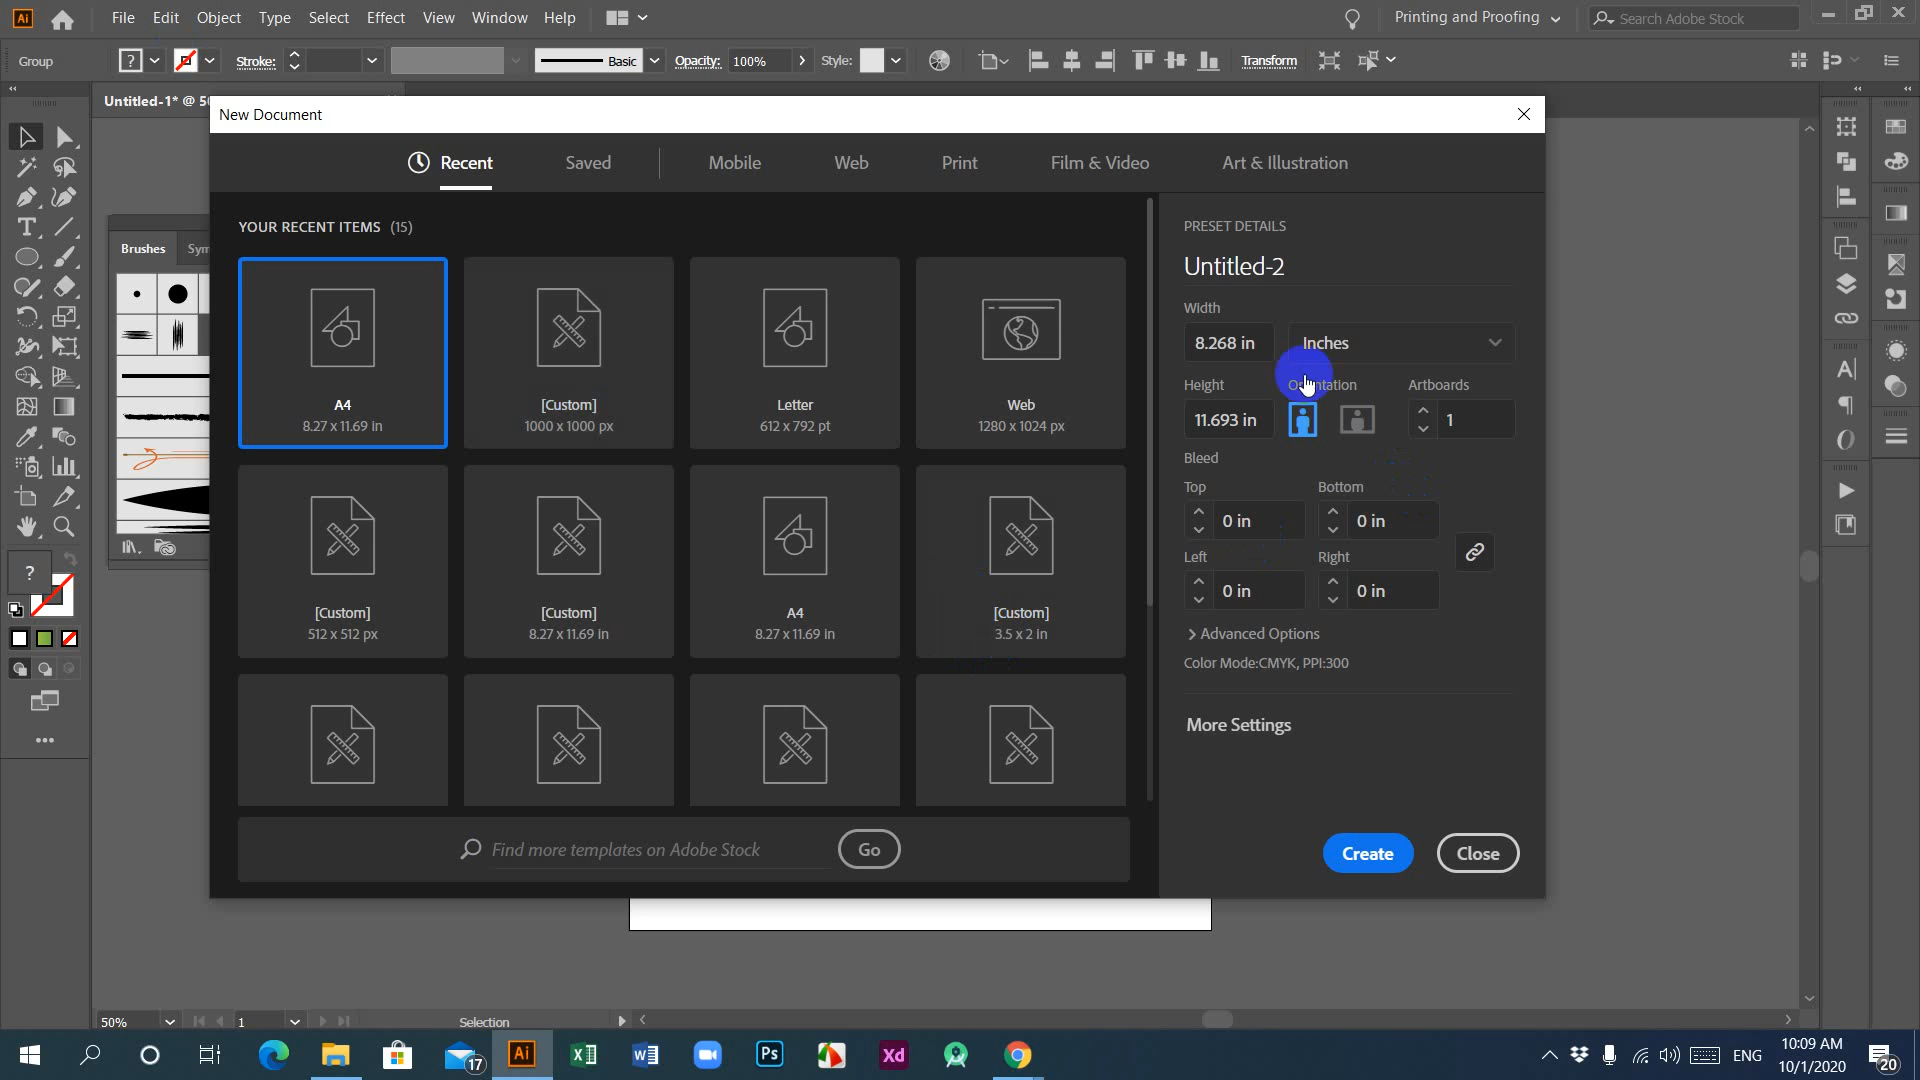 Ai
File Edit Object Type Select Effect View Window Help
Printing and Proofing
Search Adobe Stock
Group
?
Stroke:
Basic
Opacity:
100%
Style:
Transform
Untitled-1* @ 50
New Document
Recent
Saved
Mobile
Web
Print
Film & Video
Art & Illustration
Brushes
Sym
YOUR RECENT ITEMS (15)
A4
8.27 x 11.69 in
[Custom]
1000 x 1000 px
Letter
612 x 792 pt
Web
1280 x 1024 px
[Custom]
512 x 512 px
[Custom]
8.27 x 11.69 in
A4
8.27 x 11.69 in
[Custom]
3.5 x 2 in
Find more templates on Adobe Stock
Go
PRESET DETAILS
Untitled-2
Width
8.268 in
Inches
Height
Artboards
11.693 in
1
Bleed
Top
Bottom
0 in
0 in
Left
Right
0 in
0 in
Advanced Options
Color Mode:CMYK, PPI:300
More Settings
Create
Close
?
50%
1
Selection
17
Ai
Ps
Xd
ENG
10:09 AM
10/1/2020
20